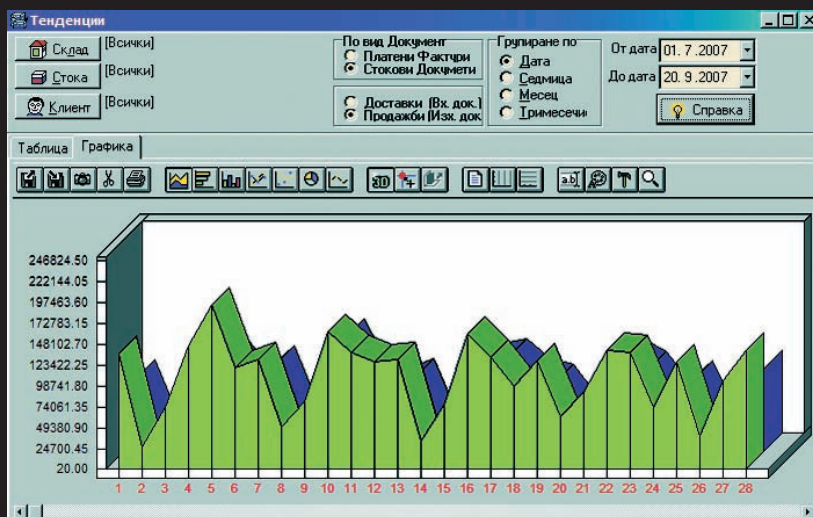 Тенденции
Склад [Всички]
Стока [Всички]
Клиент [Всички]
По вид Документ
Платени Фактури
Стокови Докумети
Доставки (Вх. док.)
Продажби (Изх. док
Групиране по
Дата
Седмица
Месец
Тримесечи
От дата 01. 7 .2007
До дата 20. 9 .2007
Справка
Таблица Графика
3D
a.b
246824.50
222144.05
197463.60
172783.15
148102.70
123422.25
98741.80
74061.35
49380.90
24700.45
20.00
1 2 3 4 5 6 7 8 9 10 11 12 13 14 15 16 17 18 19 20 21 22 23 24 25 26 27 28